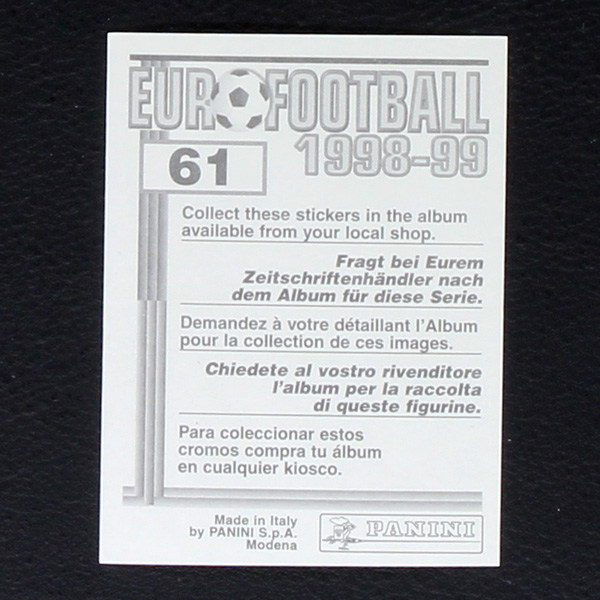 EUROFOOTBALL
1998-99
61
Collect these stickers in the album
available from your local shop.
Fragt bei Eurem
Zeitschriftenhändler nach
dem Album für diese Serie.
Demandez à votre détaillant l'Album
pour la collection de ces images.
Chiedete al vostro rivenditore
l'album per la raccolta
di queste figurine.
Para coleccionar estos
cromos compra tu álbum
en cualquier kiosco.
Made in Italy
by PANINI S.p.A.
Modena
PANINI